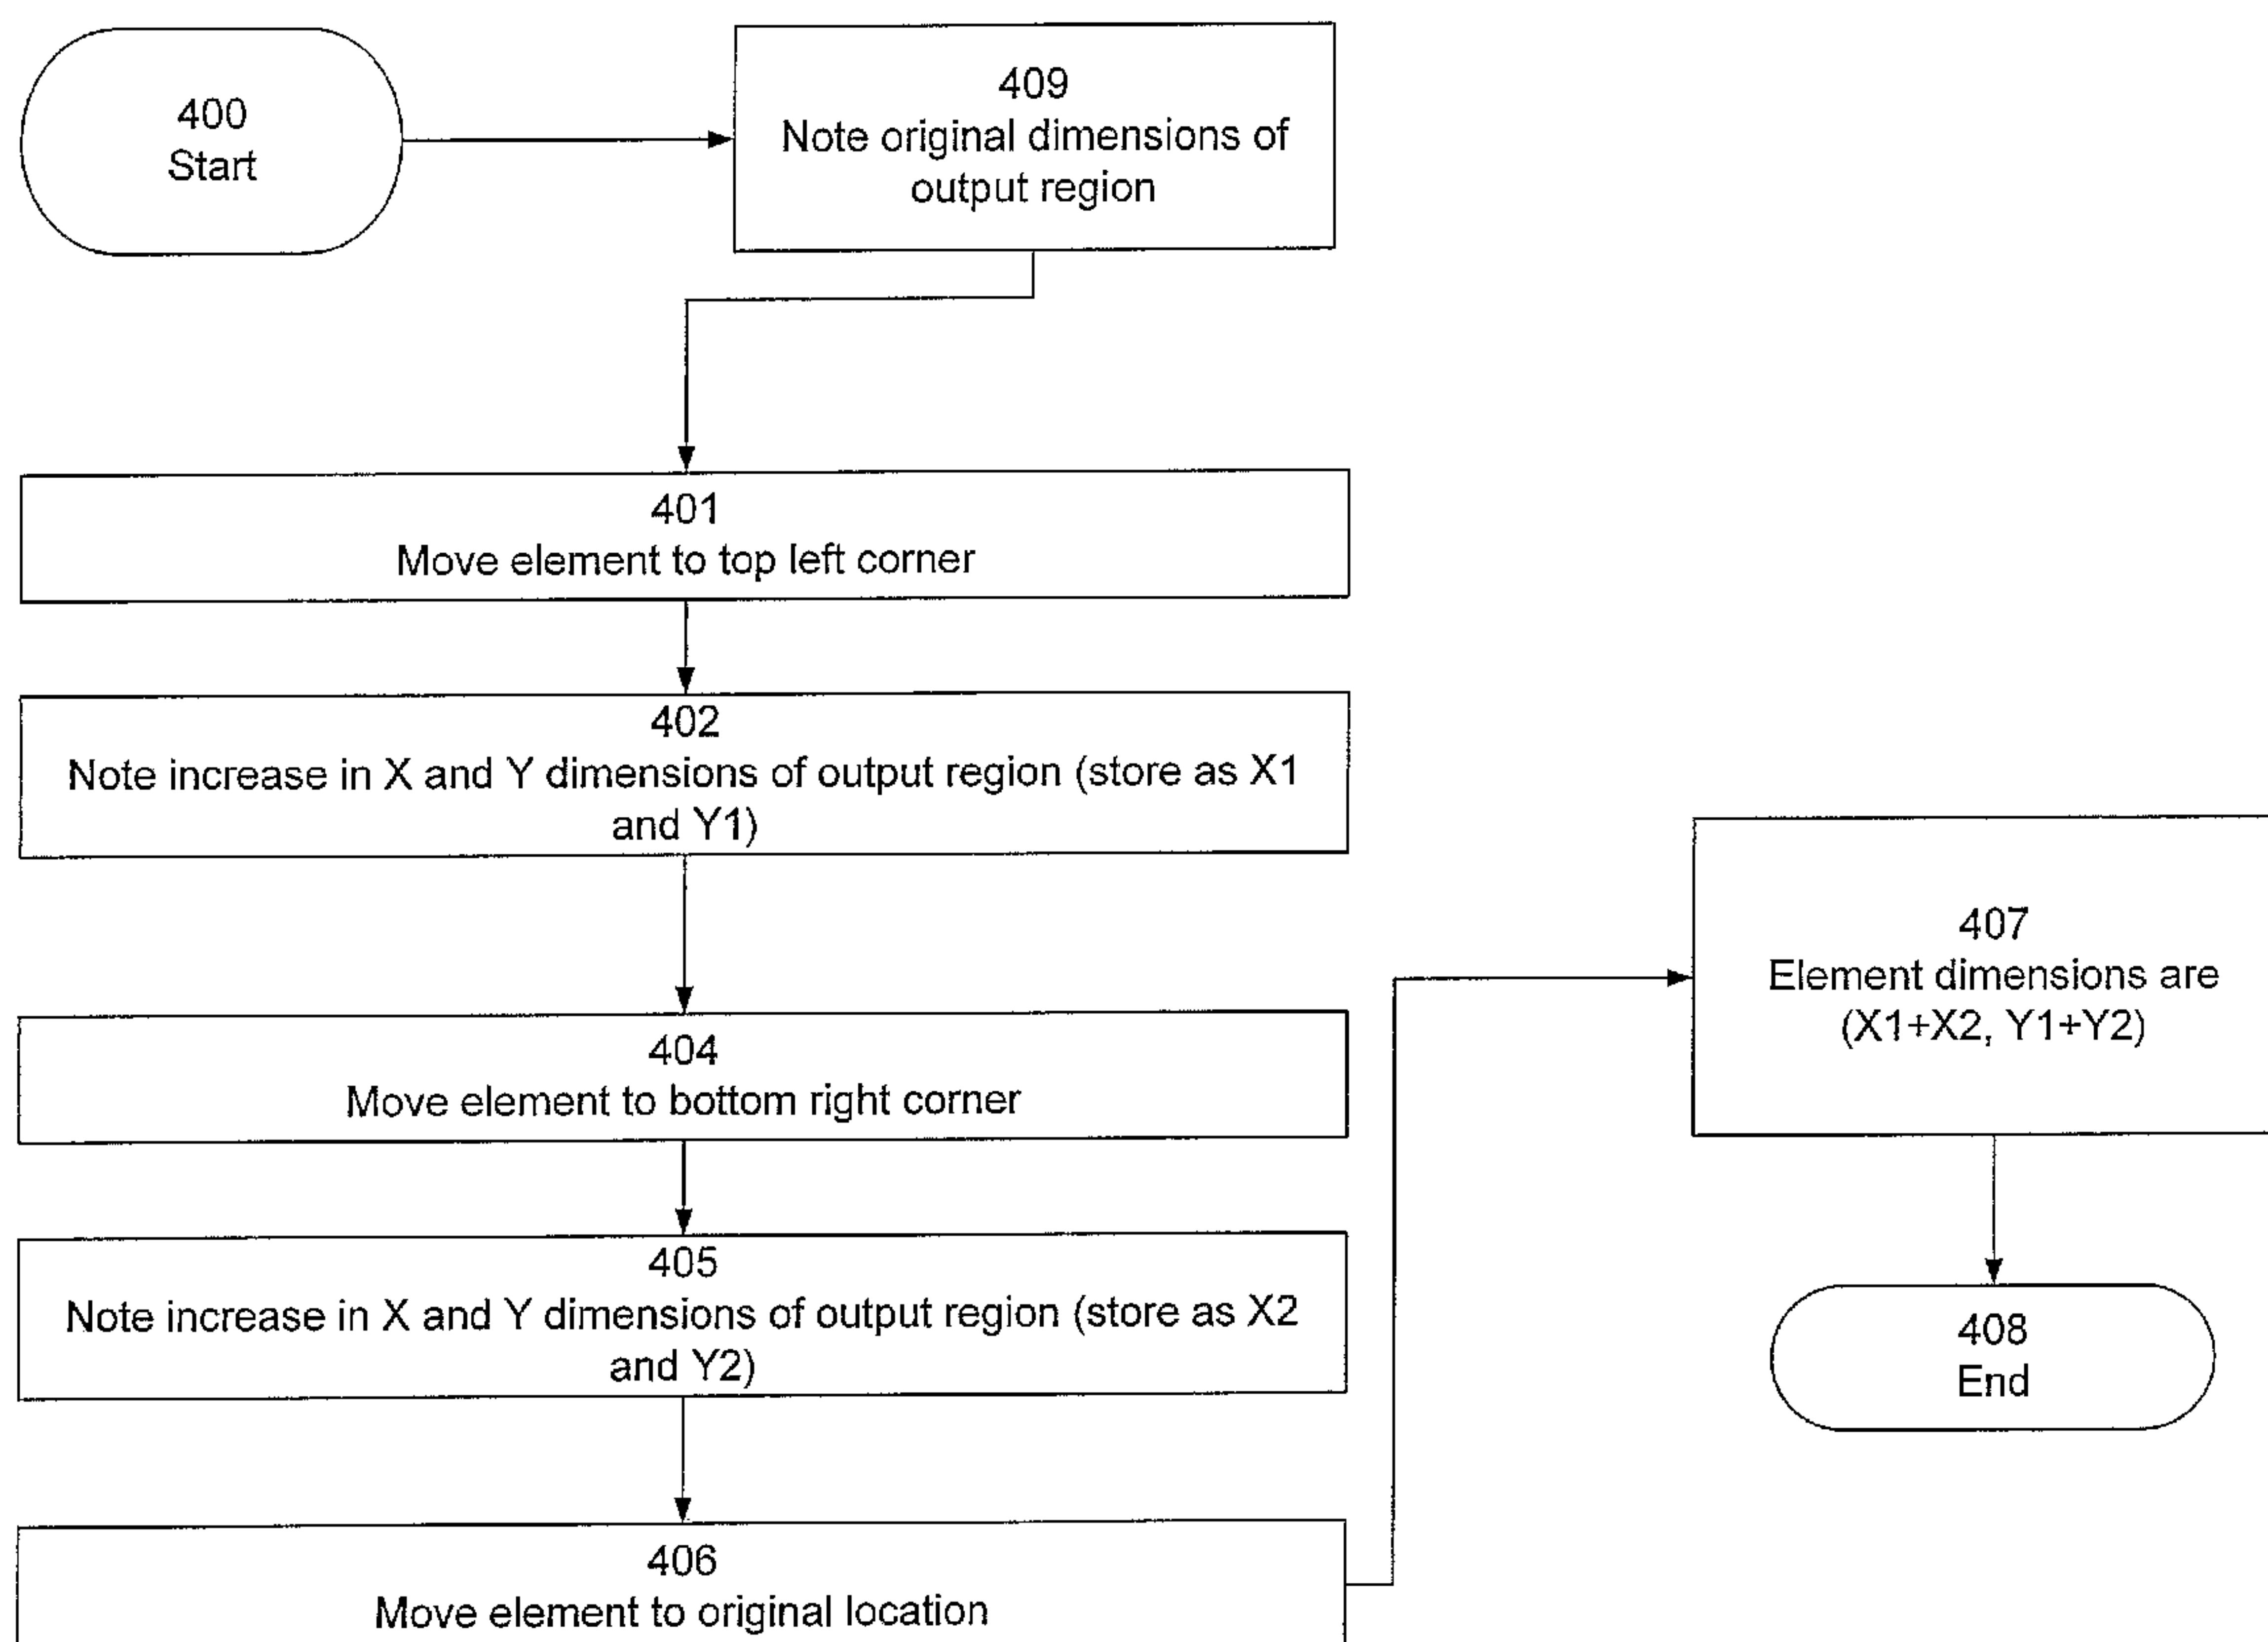 400
Start
409
Note original dimensions of
output region
401
Move element to top left corner
402
Note increase in X and Y dimensions of output region (store as X1
and Y1)
404
Move element to bottom right corner
405
Note increase in X and Y dimensions of output region (store as X2
and Y2)
406
Move element to original location
407
Element dimensions are
(X1+X2, Y1+Y2)
408
End